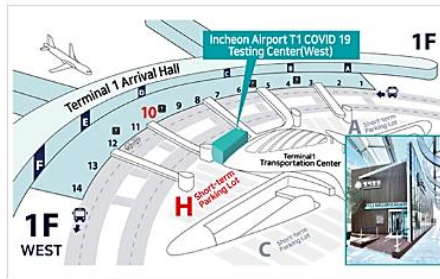 Incheon Airport T1 COVID 19
Testing Center(West)
1F
Terminal 1 Arrival Hall
F
E
D
C
B
A
14
13
12
11
10
9
8
7
6
5
4
3
2
1
Short-term
Parking Lot
A
Terminal1
Transportation Center
Short-term
Parking Lot
H
1F
WEST
C
Short-term
Parking Lot